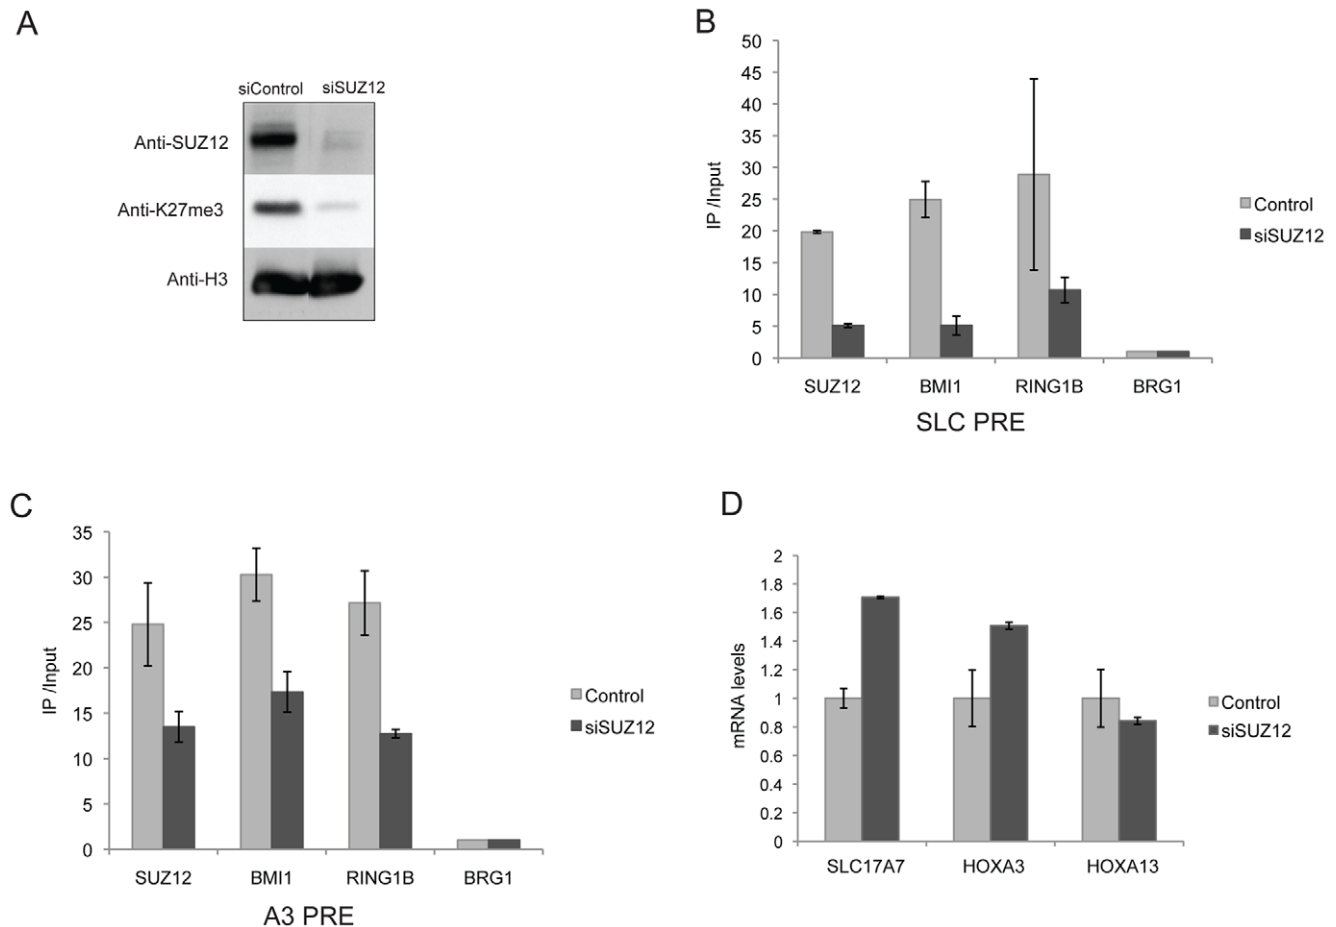 A
siControl siSUZ12
Anti-SUZ12
Anti-K27me3
Anti-H3
B
50
45
40
35
30
25
20
15
10
5
0
IP /Input
SUZ12 BMI1 RING1B BRG1
SLC PRE
Control
siSUZ12
C
35
30
25
20
15
10
5
0
IP /Input
SUZ12 BMI1 RING1B BRG1
A3 PRE
Control
siSUZ12
D
2
1.8
1.6
1.4
1.2
1
0.8
0.6
0.4
0.2
0
mRNA levels
SLC17A7 HOXA3 HOXA13
Control
siSUZ12